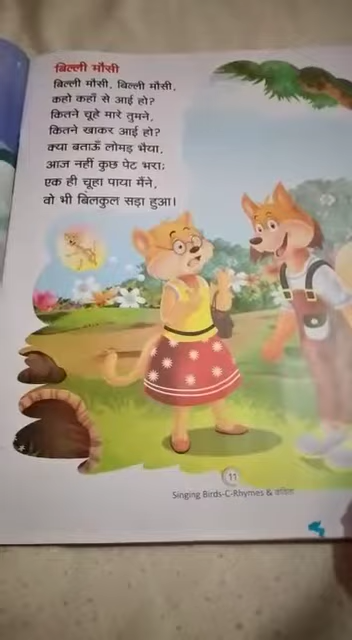 बिल्ली मौसी
बिल्ली मौसी, बिल्ली मौसी,
कहो कहाँ से आई हो?
कितने चूहे मारे तुमने,
कितने खाकर आई हो?
क्या बताऊँ लोमड़ भैया,
आज नहीं कुछ पेट भरा;
एक ही चूहा पाया मैंने,
वो भी बिलकुल सड़ा हुआ।
11
Singing Birds-C-Rhymes & कविता